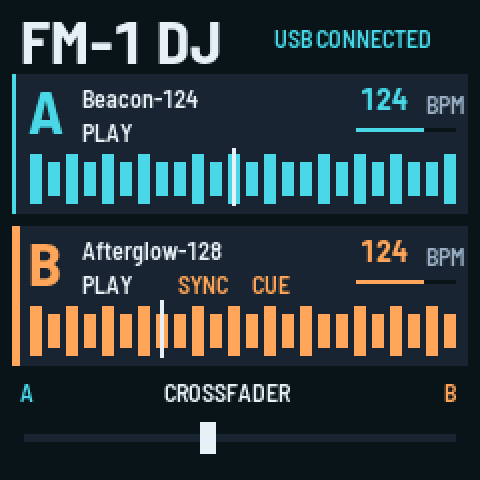 FM-1 DJ USB CONNECTED
A Beacon-124 124 BPM
PLAY
B Afterglow-128 124 BPM
PLAY SYNC CUE
A CROSSFADER B